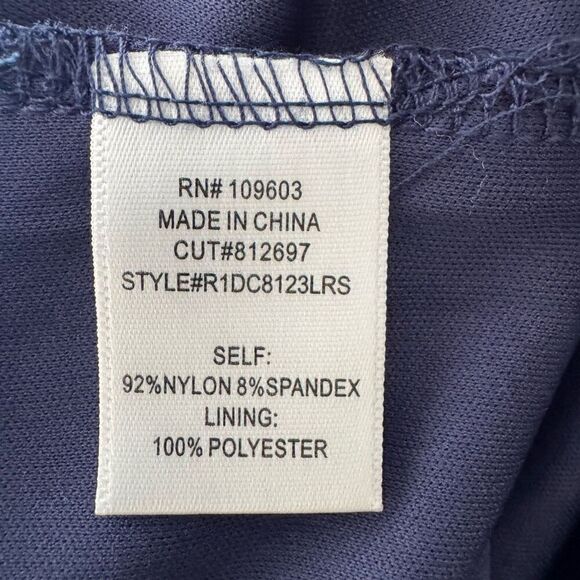 RN# 109603
MADE IN CHINA
CUT#812697
STYLE#R1DC8123LRS
SELF:
92%NYLON 8%SPANDEX
LINING:
100% POLYESTER